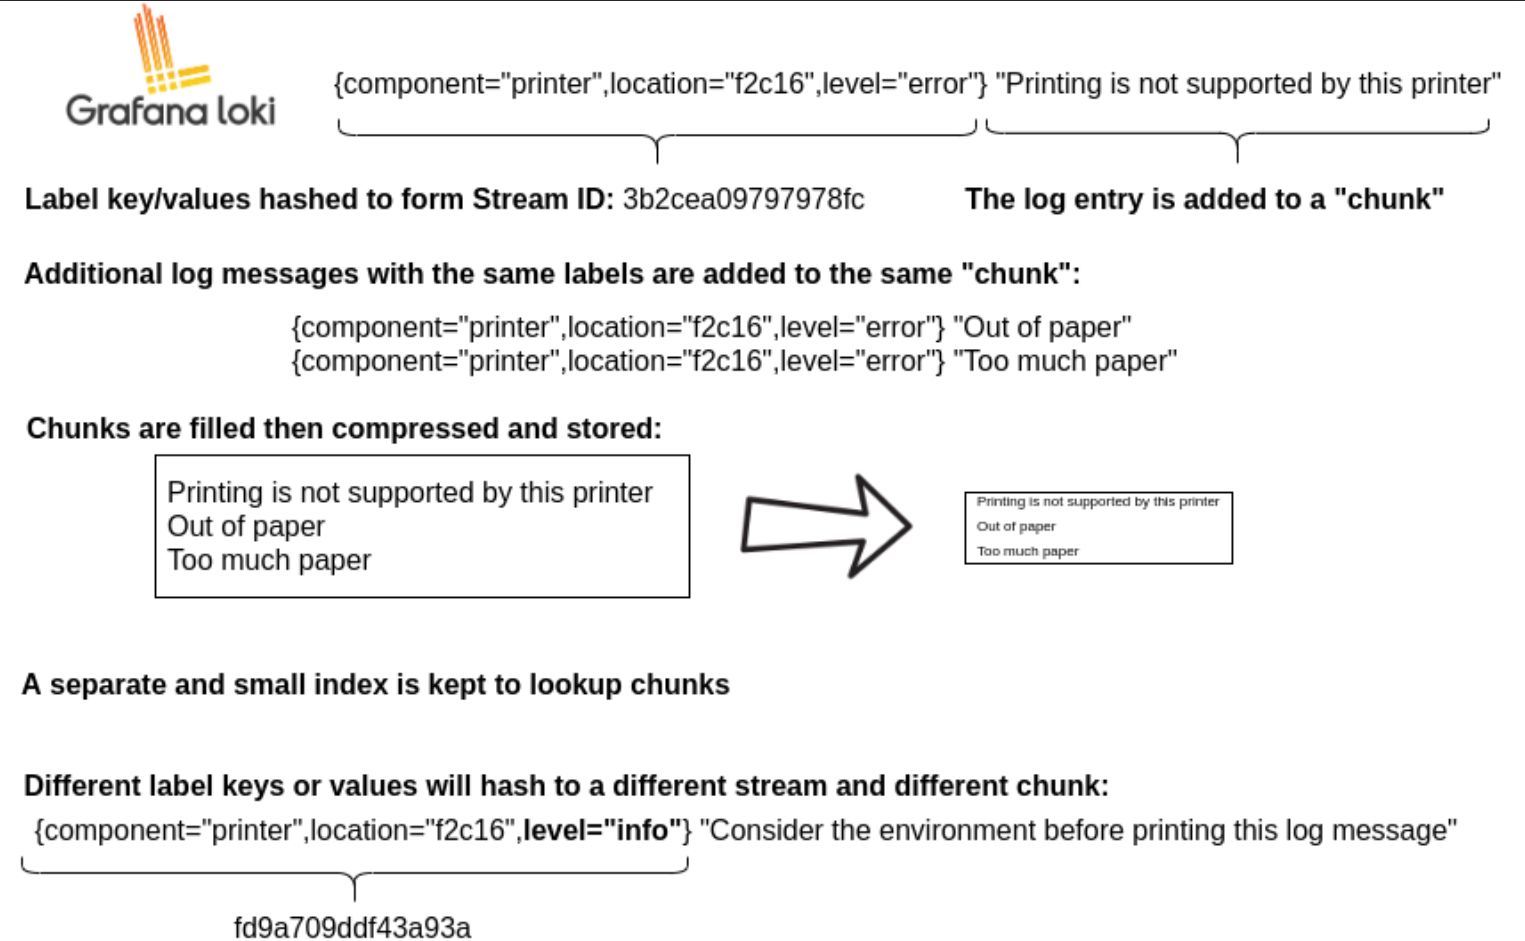 Grafana loki
{component="printer",location="f2c16",level="error"} "Printing is not supported by this printer"
Label key/values hashed to form Stream ID: 3b2cea09797978fc
The log entry is added to a "chunk"
Additional log messages with the same labels are added to the same "chunk":
{component="printer",location="f2c16",level="error"} "Out of paper"
{component="printer",location="f2c16",level="error"} "Too much paper"
Chunks are filled then compressed and stored:
Printing is not supported by this printer
Out of paper
Too much paper
Printing is not supported by this printer
Out of paper
Too much paper
A separate and small index is kept to lookup chunks
Different label keys or values will hash to a different stream and different chunk:
{component="printer",location="f2c16",level="info"} "Consider the environment before printing this log message"
fd9a709ddf43a93a